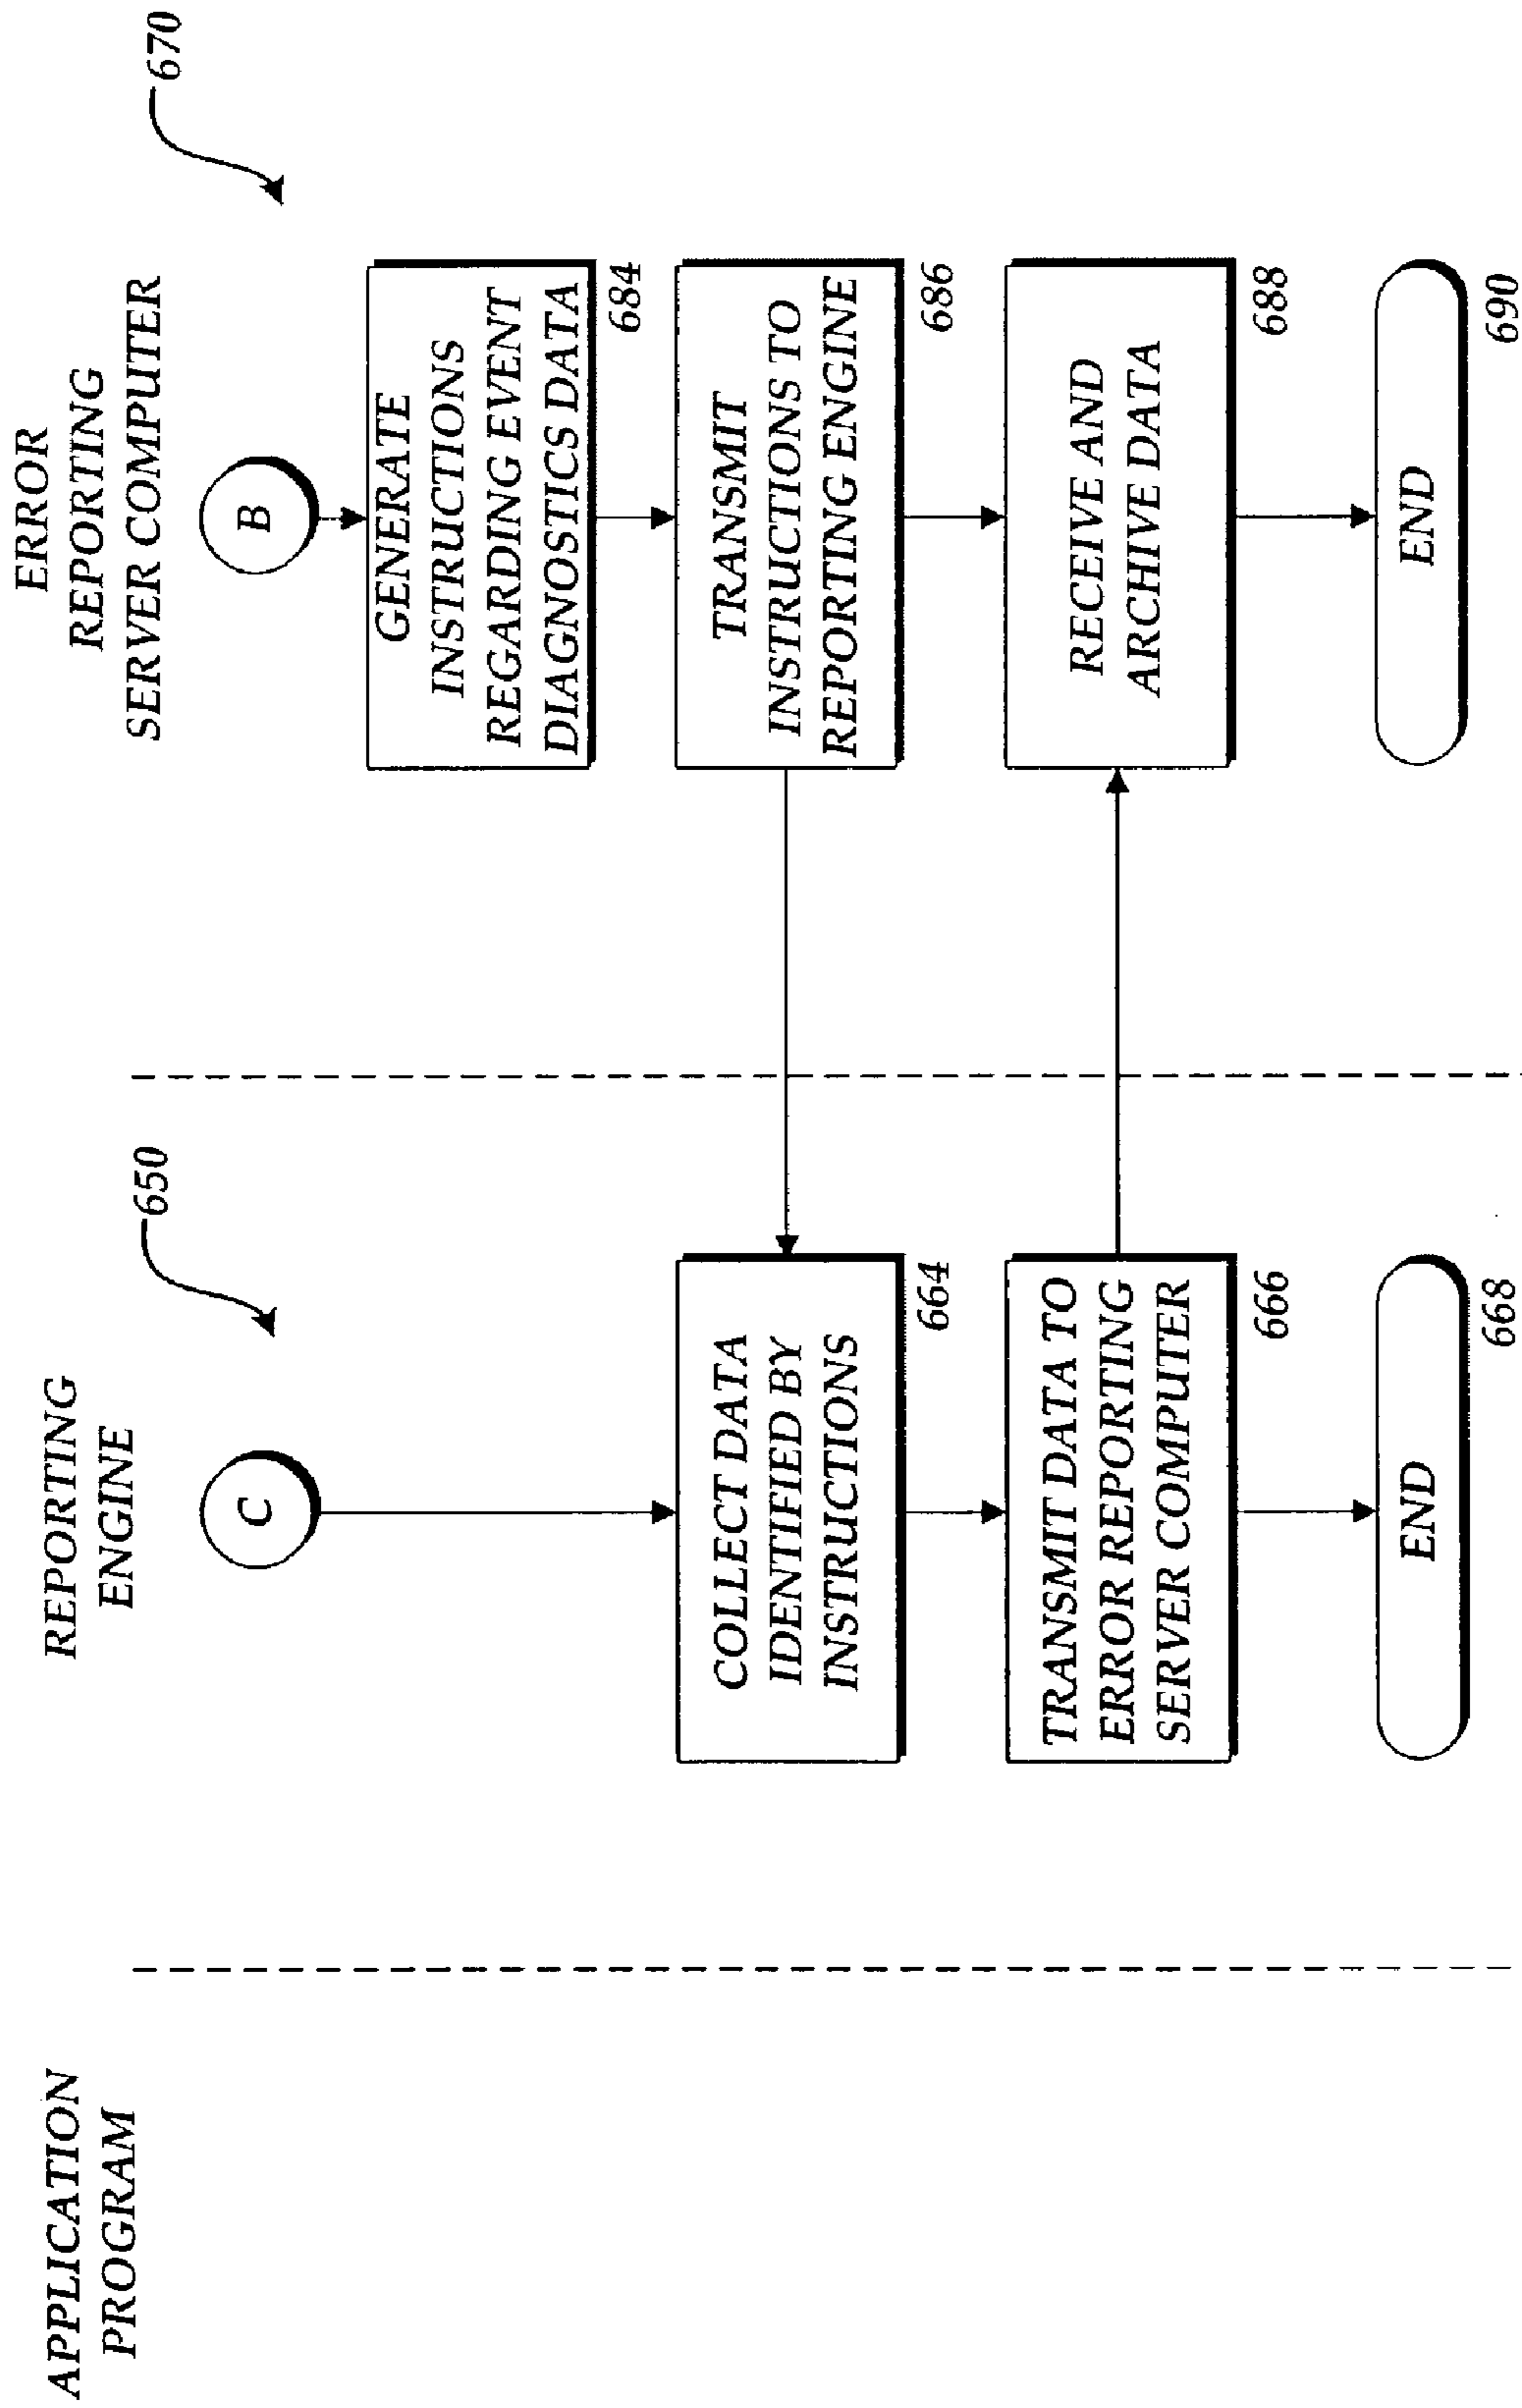 APPLICATION
PROGRAM
REPORTING
ENGINE
650
C
COLLECT DATA
IDENTIFIED BY
INSTRUCTIONS
664
TRANSMIT DATA TO
ERROR REPORTING
SERVER COMPUTER
666
END
668
ERROR
REPORTING
SERVER COMPUTER
670
B
GENERATE
INSTRUCTIONS
REGARDING EVENT
DIAGNOSTICS DATA
684
TRANSMIT
INSTRUCTIONS TO
REPORTING ENGINE
686
RECEIVE AND
ARCHIVE DATA
688
END
690